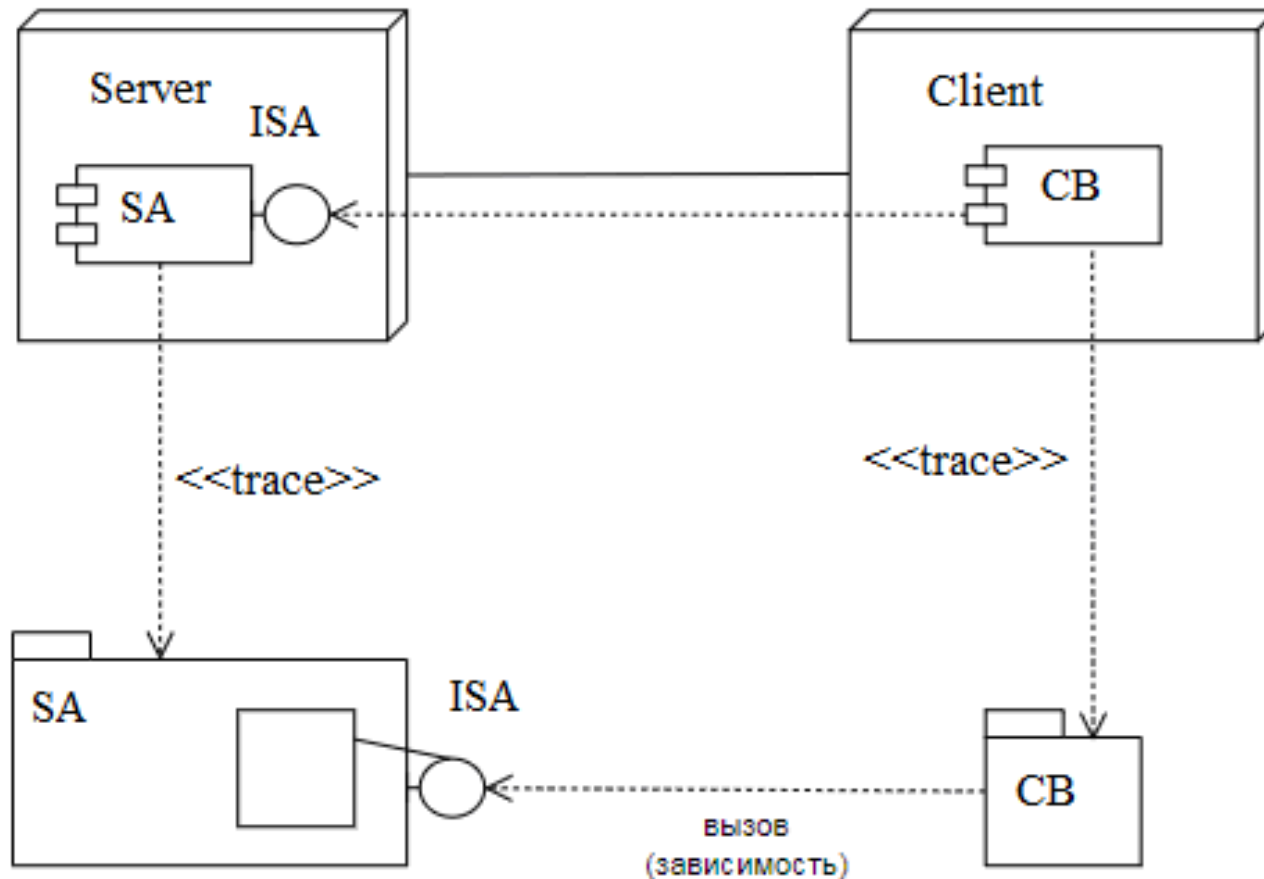 Server
ISA
SA
Client
CB
<<trace>>
<<trace>>
SA
ISA
CB
вызов
(зависимость)